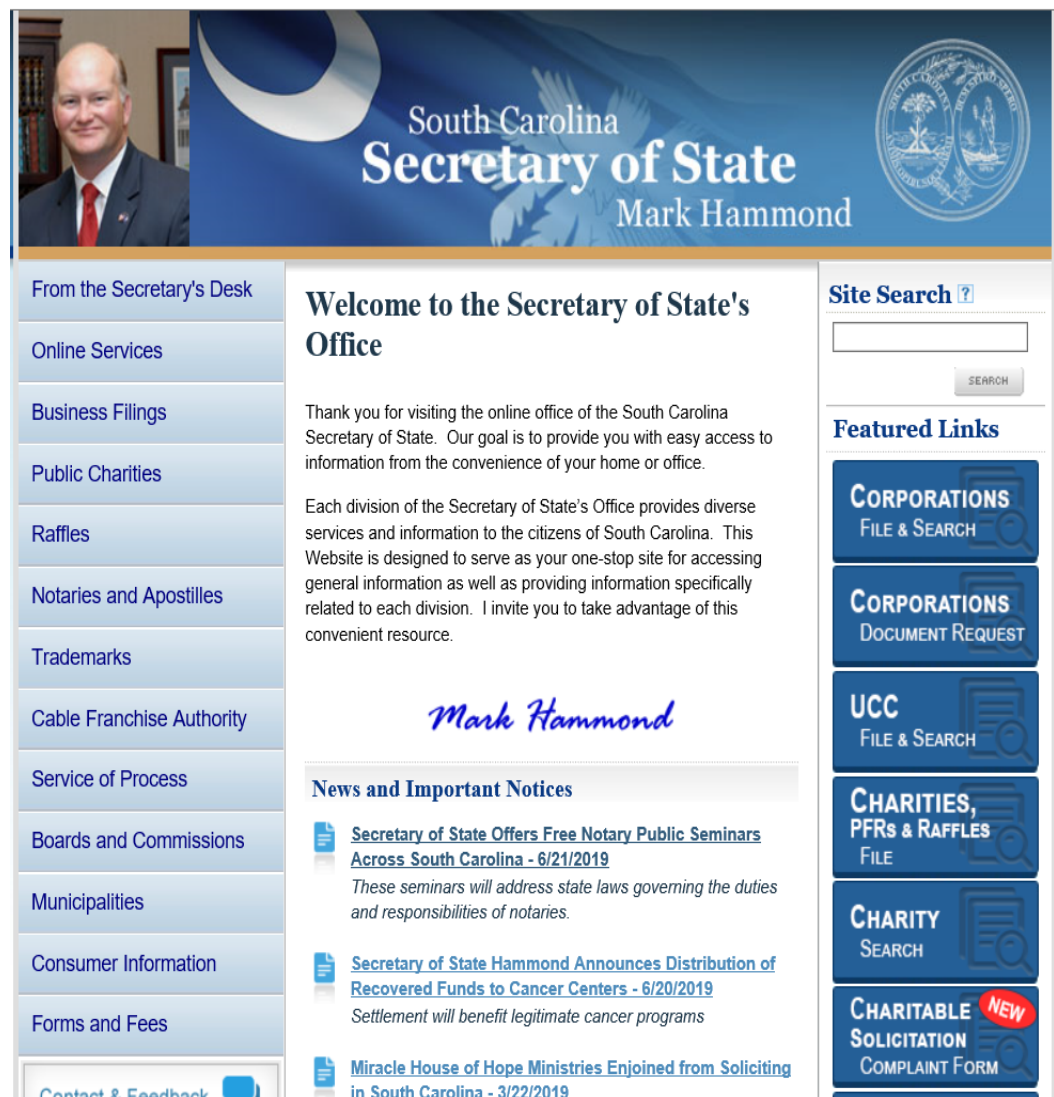 South Carolina
Secretary of State
Mark Hammond
From the Secretary's Desk
Online Services
Business Filings
Public Charities
Raffles
Notaries and Apostilles
Trademarks
Cable Franchise Authority
Service of Process
Boards and Commissions
Municipalities
Consumer Information
Forms and Fees
Contact & Feedback
Welcome to the Secretary of State's
Office
Thank you for visiting the online office of the South Carolina
Secretary of State.  Our goal is to provide you with easy access to
information from the convenience of your home or office.
Each division of the Secretary of State’s Office provides diverse
services and information to the citizens of South Carolina.  This
Website is designed to serve as your one-stop site for accessing
general information as well as providing information specifically
related to each division.  I invite you to take advantage of this
convenient resource.
Mark Hammond
News and Important Notices
Secretary of State Offers Free Notary Public Seminars
Across South Carolina - 6/21/2019
These seminars will address state laws governing the duties
and responsibilities of notaries.
Secretary of State Hammond Announces Distribution of
Recovered Funds to Cancer Centers - 6/20/2019
Settlement will benefit legitimate cancer programs
Miracle House of Hope Ministries Enjoined from Soliciting
in South Carolina - 3/22/2019
Site Search ?
SEARCH
Featured Links
CORPORATIONS
FILE & SEARCH
CORPORATIONS
DOCUMENT REQUEST
UCC
FILE & SEARCH
CHARITIES,
PFRS & RAFFLES
FILE
CHARITY
SEARCH
CHARITABLE NEW
SOLICITATION
COMPLAINT FORM